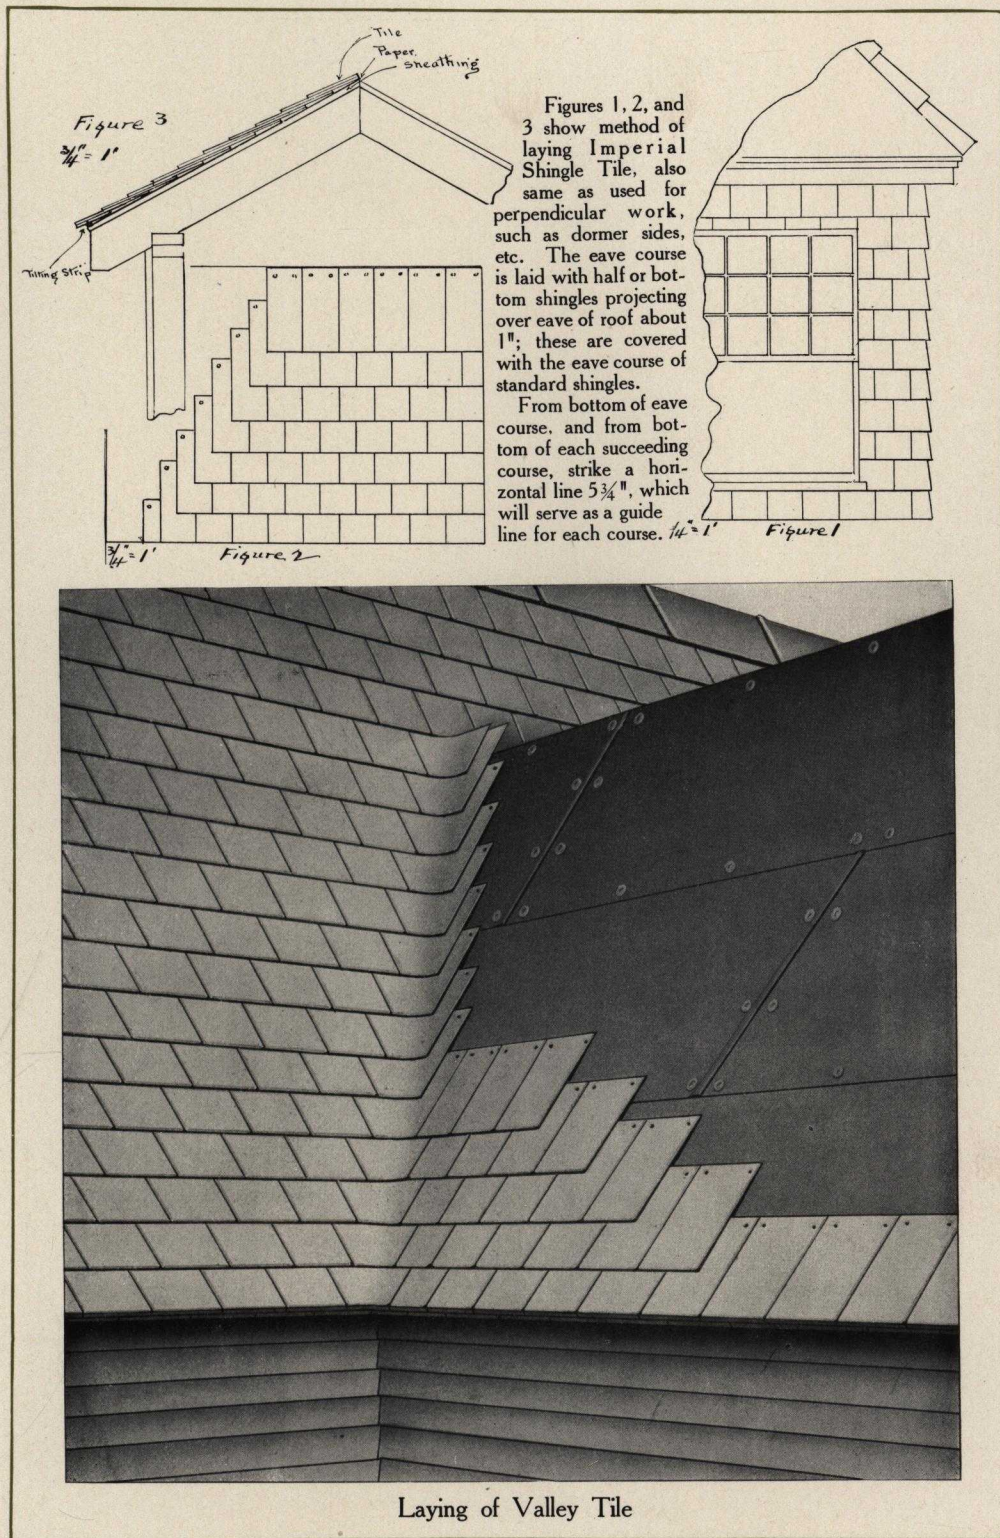 Tile
Paper.
sheathing
Figure 3
3/4" = 1'
Tilting Strip
Figures 1, 2, and
3 show method of
laying Imperial
Shingle Tile, also
same as used for
perpendicular work,
such as dormer sides,
etc. The eave course
is laid with half or bot-
tom shingles projecting
over eave of roof about
1"; these are covered
with the eave course of
standard shingles.
From bottom of eave
course, and from bot-
tom of each succeeding
course, strike a hori-
zontal line 5¾", which
will serve as a guide
line for each course.
1/4" = 1'
Figure 1
3/4" = 1'
Figure 2
Laying of Valley Tile